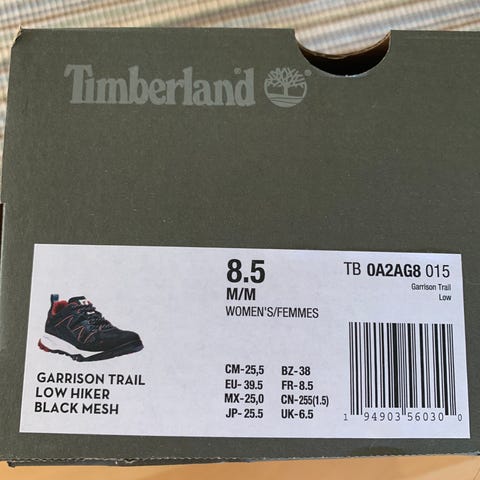 Timberland
8.5
M/M
WOMEN'S/FEMMES
TB 0A2AG8 015
Garrison Trail
Low
GARRISON TRAIL
LOW HIKER
BLACK MESH
CM-25,5 BZ-38
EU- 39.5 FR-8.5
MX-25,0 CN-255(1.5)
JP- 25.5 UK-6.5
1 94903 56030 0